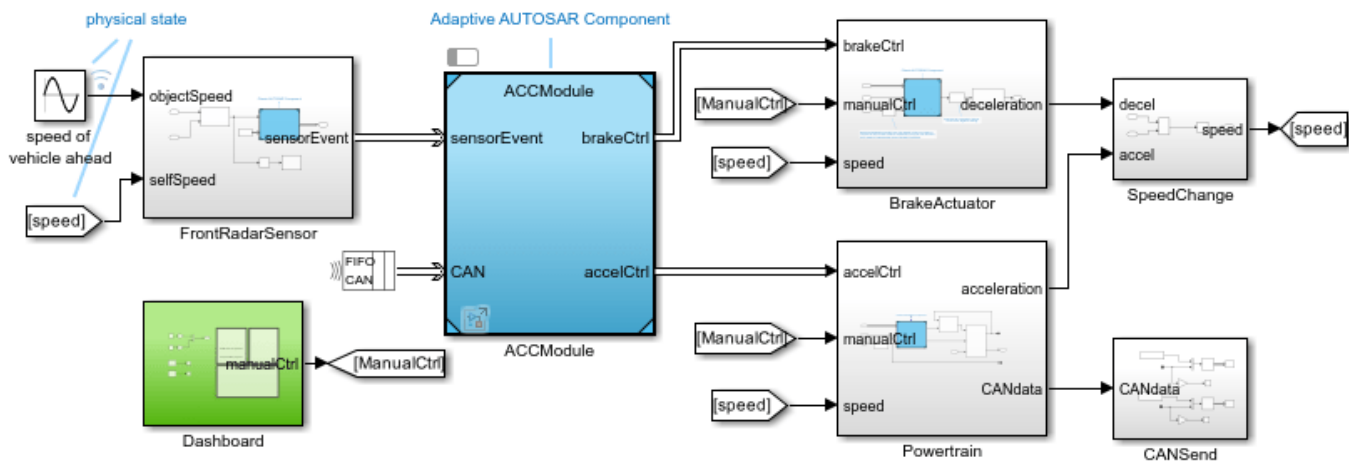 physical state
Adaptive AUTOSAR Component
objectSpeed
sensorEvent
selfSpeed
speed of
vehicle ahead
[speed]
FrontRadarSensor
ACCModule
sensorEvent
brakeCtrl
CAN
accelCtrl
ACCModule
FIFO
CAN
manualCtrl
Dashboard
[ManualCtrl]
[ManualCtrl]
[speed]
brakeCtrl
manualCtrl
deceleration
speed
BrakeActuator
decel
speed
accel
SpeedChange
[speed]
[ManualCtrl]
[speed]
accelCtrl
acceleration
manualCtrl
CANdata
speed
Powertrain
CANdata
CANSend